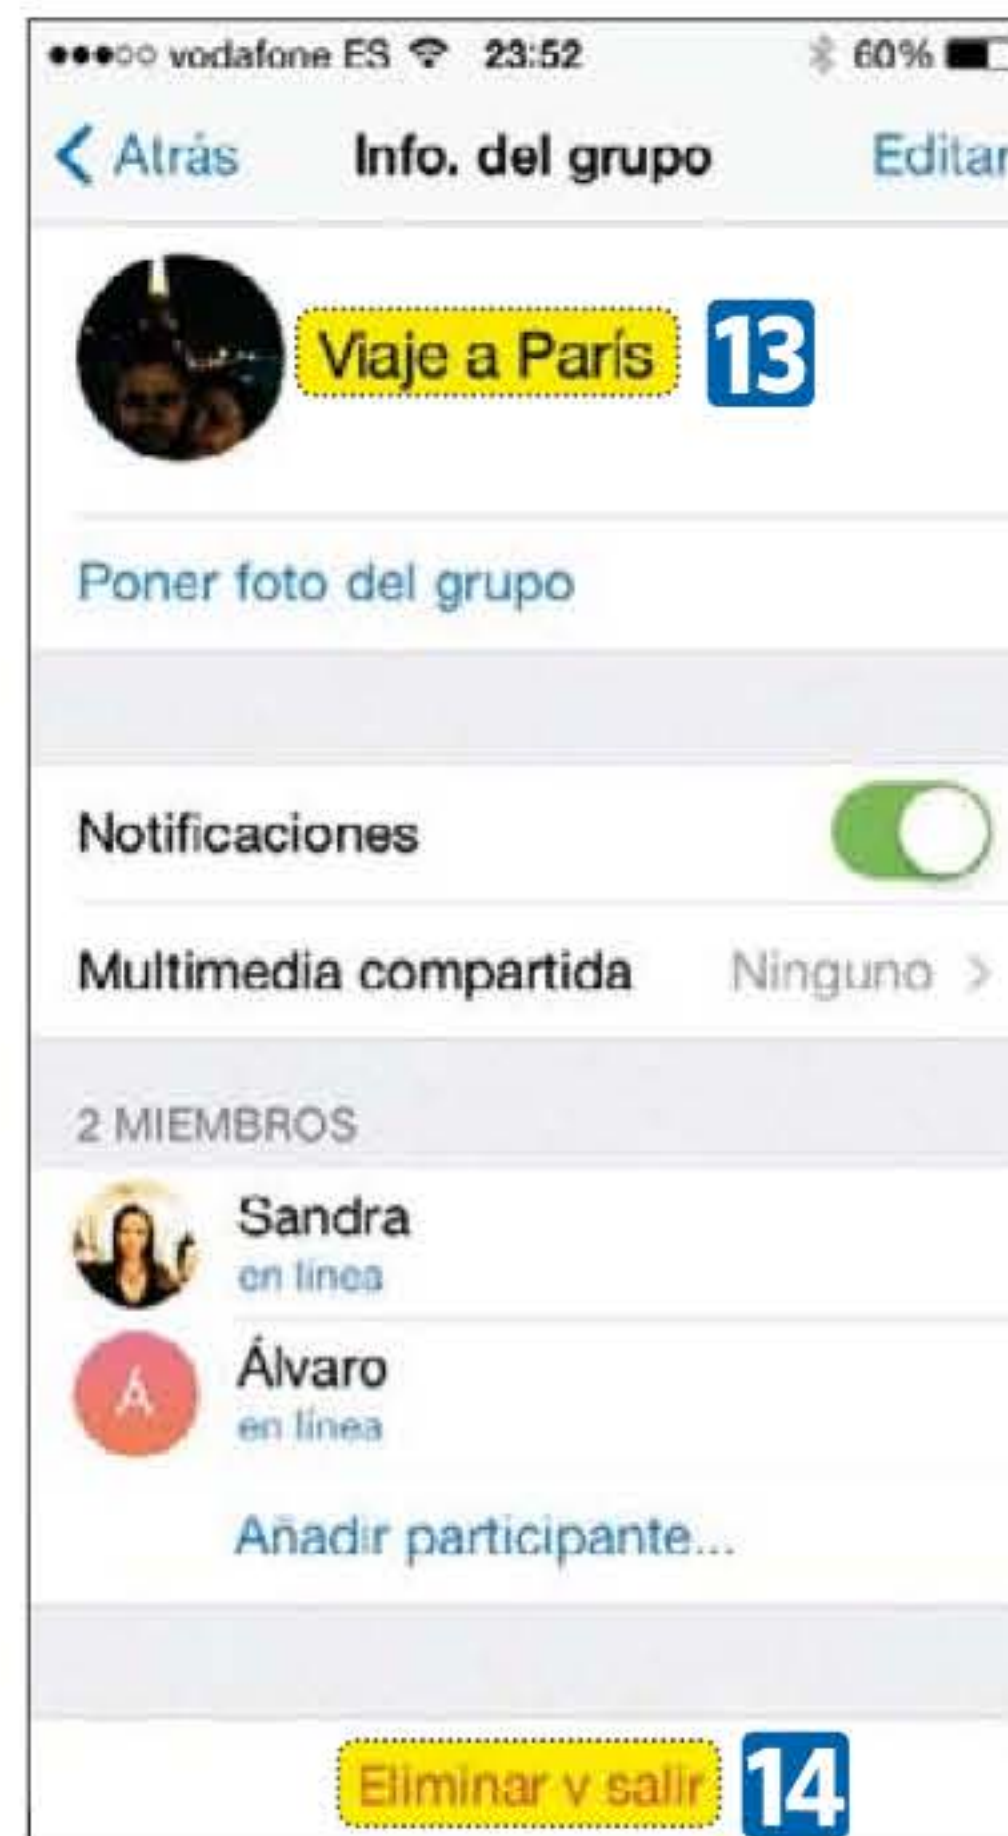 vodafone ES 23:52 60%
Atrás Info. del grupo Editar
Viaje a París 13
Poner foto del grupo
Notificaciones
Multimedia compartida Ninguno >
2 MIEMBROS
Sandra
en línea
Á Álvaro
en línea
Añadir participante...
Eliminar y salir 14